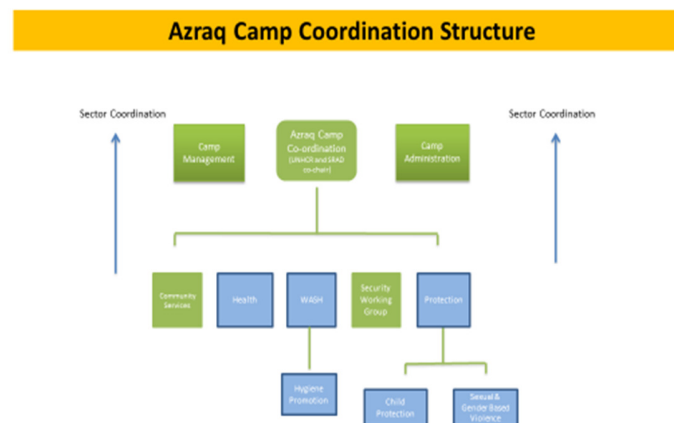 Azraq Camp Coordination Structure
Sector Coordination
Sector Coordination
Camp
Management
Azraq Camp
Co-ordination
(UNHCR and SRAD
co-chair)
Camp
Administration
Community
Services
Health
WASH
Security
Working
Group
Protection
Hygiene
Promotion
Child
Protection
Sexual &
Gender Based
Violence